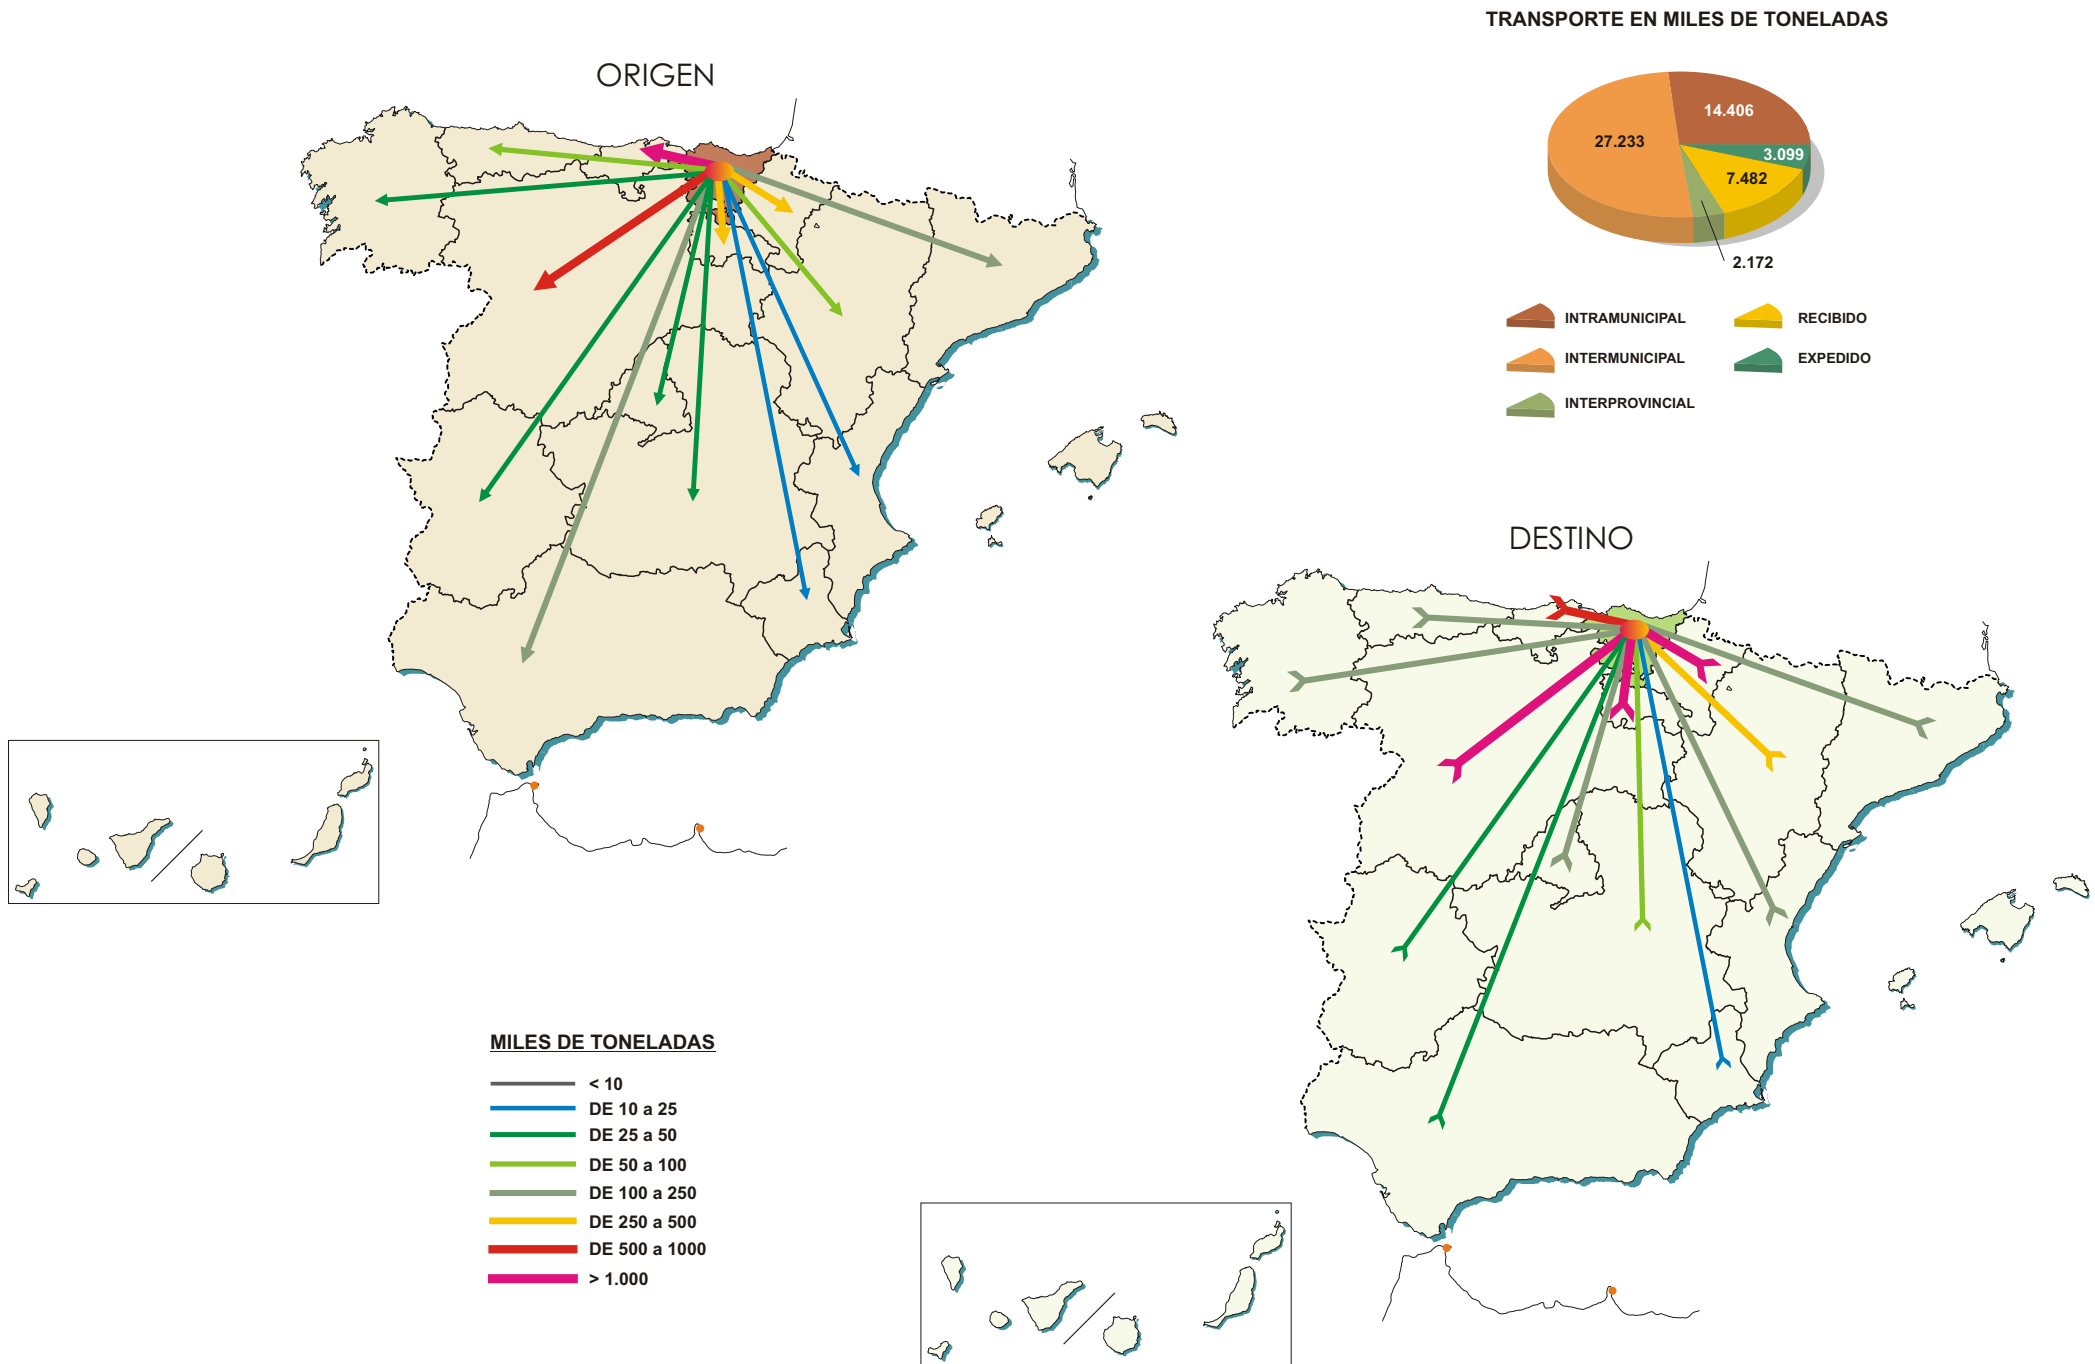 TRANSPORTE EN MILES DE TONELADAS
ORIGEN
14.406
27.233
3.099
7.482
2.172
INTRAMUNICIPAL
RECIBIDO
INTERMUNICIPAL
EXPEDIDO
INTERPROVINCIAL
DESTINO
MILES DE TONELADAS
< 10
DE 10 a 25
DE 25 a 50
DE 50 a 100
DE 100 a 250
DE 250 a 500
DE 500 a 1000
> 1.000